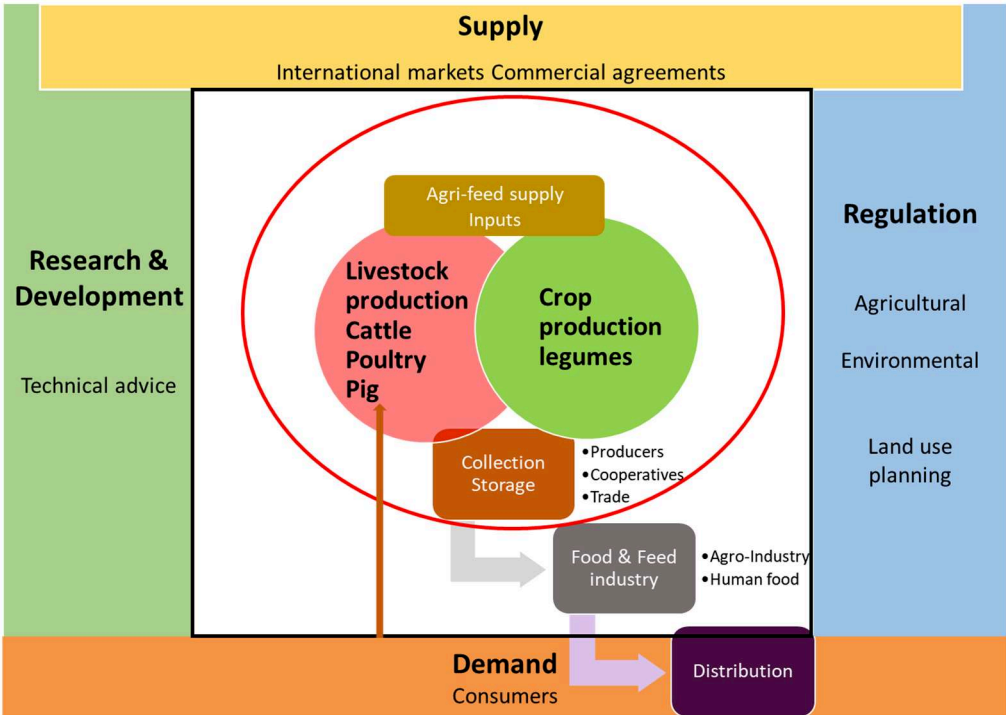 Supply
International markets Commercial agreements
Agri-feed supply
Inputs
Research &
Development
Technical advice
Livestock
production
Cattle
Poultry
Pig
Crop
production
legumes
Regulation
Agricultural
Environmental
Land use
planning
Collection
Storage
•Producers
•Cooperatives
•Trade
Food & Feed
industry
•Agro-Industry
•Human food
Demand
Consumers
Distribution